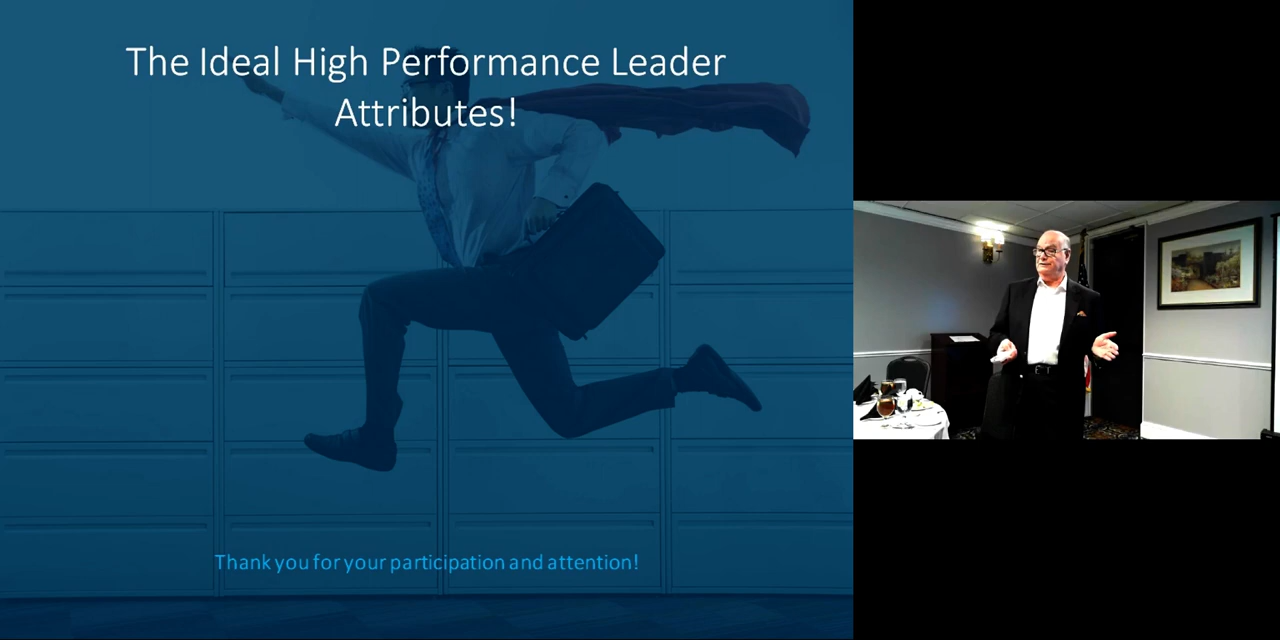 The Ideal High Performance Leader
Attributes!
Thank you for your participation and attention!